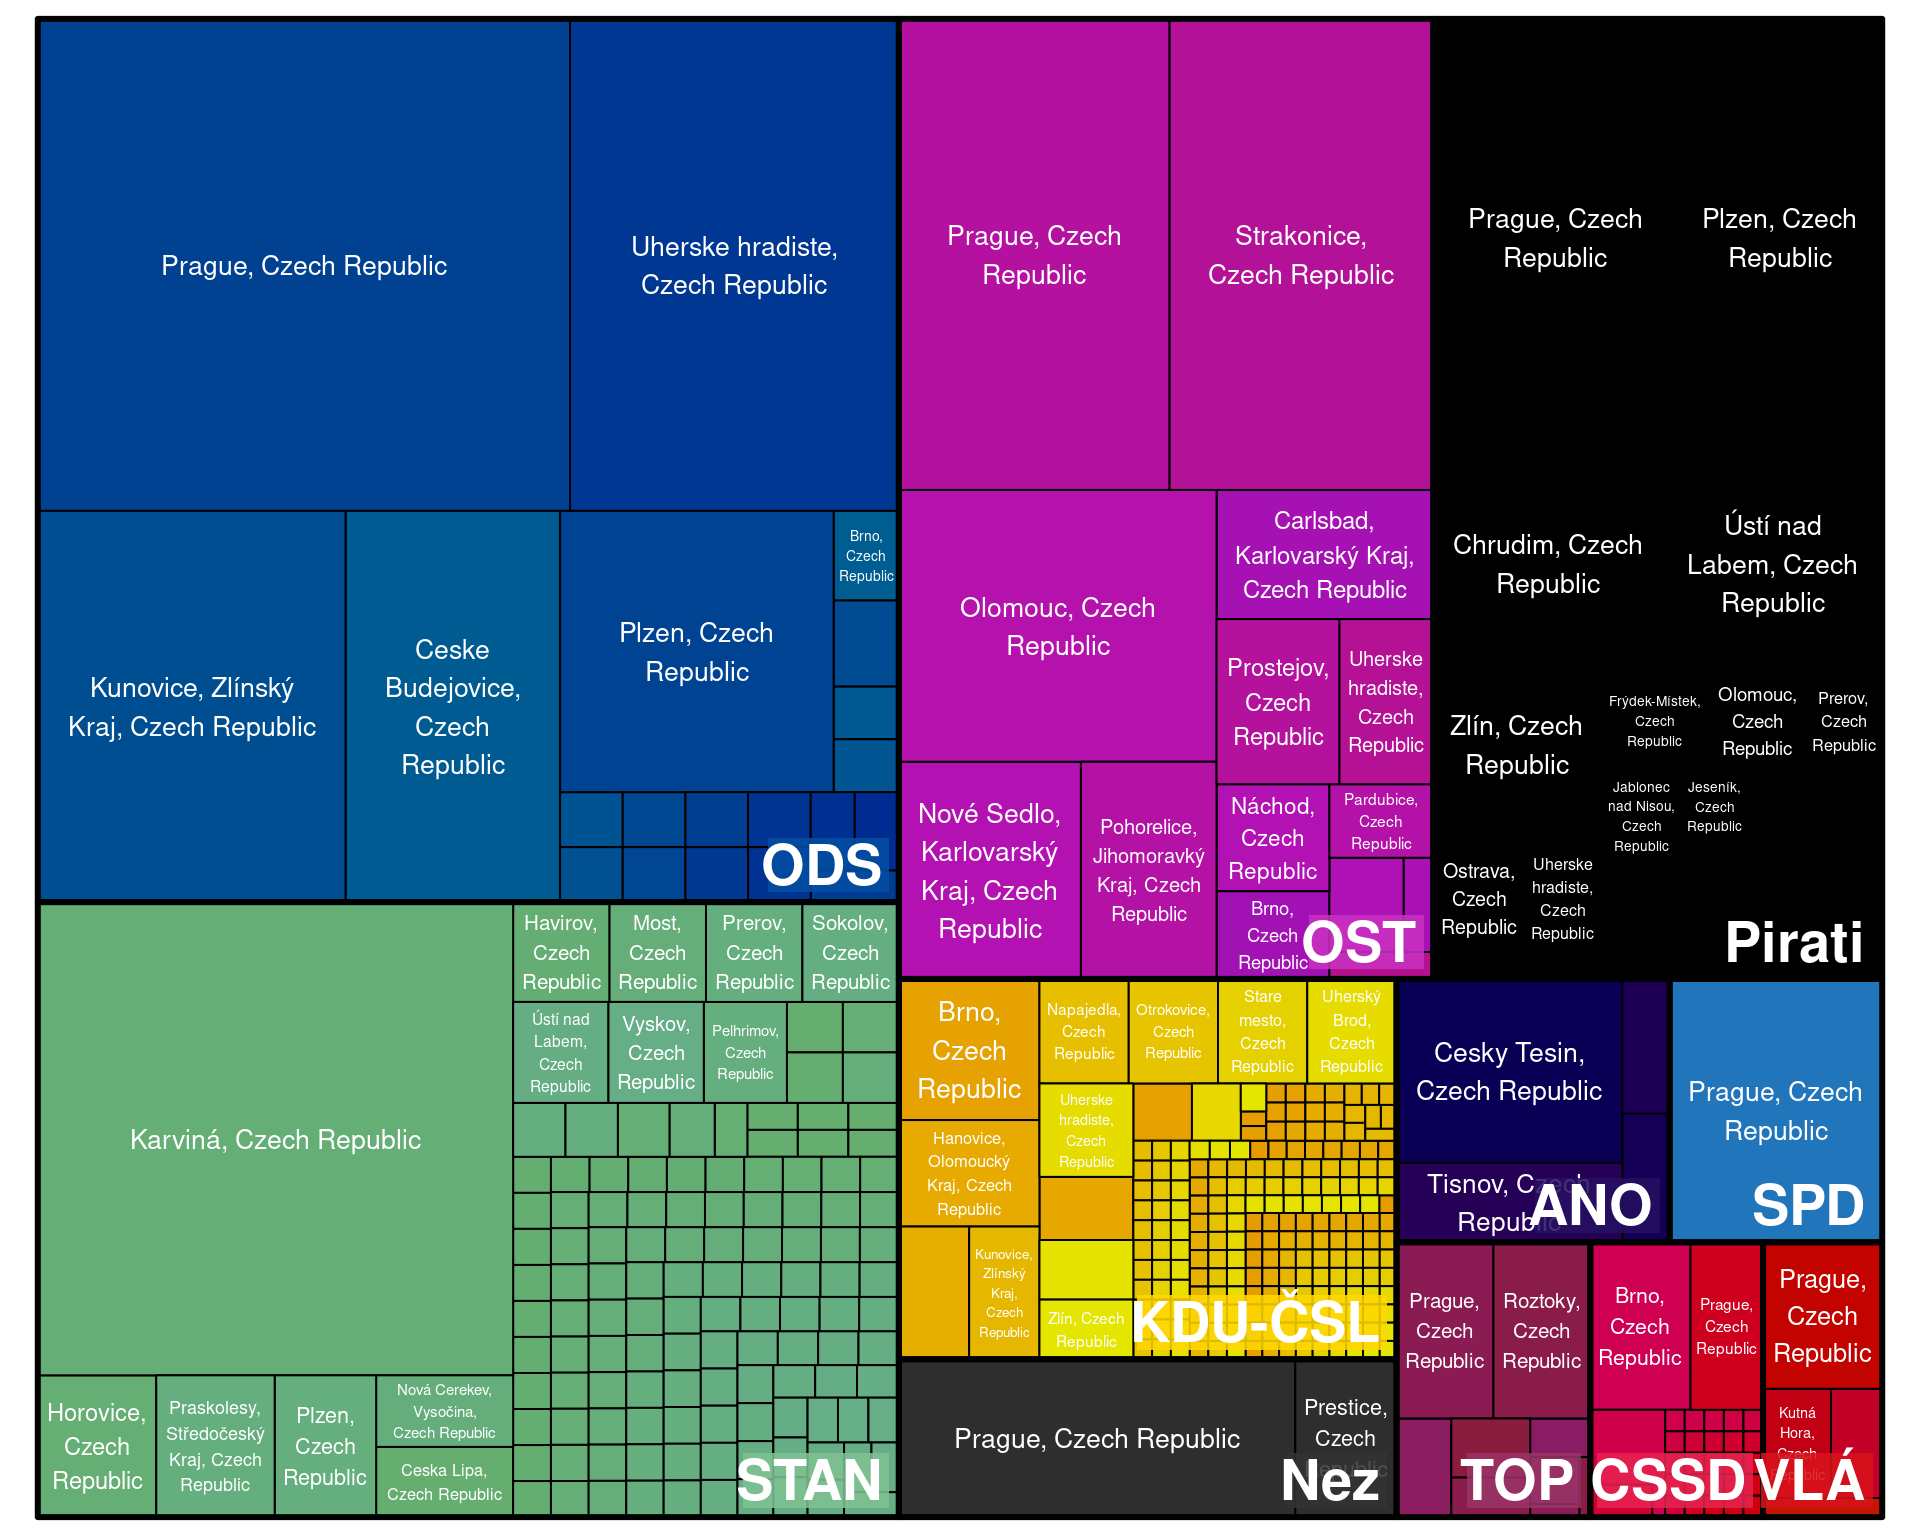 Prague, Czech Republic
Uherske hradiste,
Czech Republic
Kunovice, Zlínský
Kraj, Czech Republic
Ceske
Budejovice,
Czech
Republic
Plzen, Czech
Republic
Brno,
Czech
Republic
ODS
Karviná, Czech Republic
Horovice,
Czech
Republic
Praskolesy,
Středočeský
Kraj, Czech
Republic
Plzen,
Czech
Republic
Nová Cerekev,
Vysočina,
Czech Republic
Ceska Lipa,
Czech Republic
Havirov,
Czech
Republic
Most,
Czech
Republic
Prerov,
Czech
Republic
Sokolov,
Czech
Republic
Ústí nad
Labem,
Czech
Republic
Vyskov,
Czech
Republic
Pelhrimov,
Czech
Republic
STAN
Prague, Czech
Republic
Strakonice,
Czech Republic
Olomouc, Czech
Republic
Carlsbad,
Karlovarský Kraj,
Czech Republic
Prostejov,
Czech
Republic
Uherske
hradiste,
Czech
Republic
Nové Sedlo,
Karlovarský
Kraj, Czech
Republic
Pohorelice,
Jihomoravký
Kraj, Czech
Republic
Náchod,
Czech
Republic
Pardubice,
Czech
Republic
Brno,
Czech
Republic
OST
Prague, Czech
Republic
Plzen, Czech
Republic
Chrudim, Czech
Republic
Ústí nad
Labem, Czech
Republic
Zlín, Czech
Republic
Frýdek-Místek,
Czech
Republic
Olomouc,
Czech
Republic
Prerov,
Czech
Republic
Jablonec
nad Nisou,
Czech
Republic
Jeseník,
Czech
Republic
Ostrava,
Czech
Republic
Uherske
hradiste,
Czech
Republic
Pirati
Brno,
Czech
Republic
Hanovice,
Olomoucký
Kraj, Czech
Republic
Kunovice,
Zlínský
Kraj,
Czech
Republic
Napajedla,
Czech
Republic
Otrokovice,
Czech
Republic
Stare
mesto,
Czech
Republic
Uherský
Brod,
Czech
Republic
Uherske
hradiste,
Czech
Republic
Zlín, Czech
Republic
KDU-ČSL
Prague, Czech Republic
Prestice,
Czech
Republic
Nez
Cesky Tesin,
Czech Republic
Tisnov, Czech
Republic
ANO
Prague, Czech
Republic
SPD
Prague,
Czech
Republic
Roztoky,
Czech
Republic
TOP
Brno,
Czech
Republic
Prague,
Czech
Republic
CSSD
Prague,
Czech
Republic
Kutná
Hora,
Czech
Republic
VLÁ